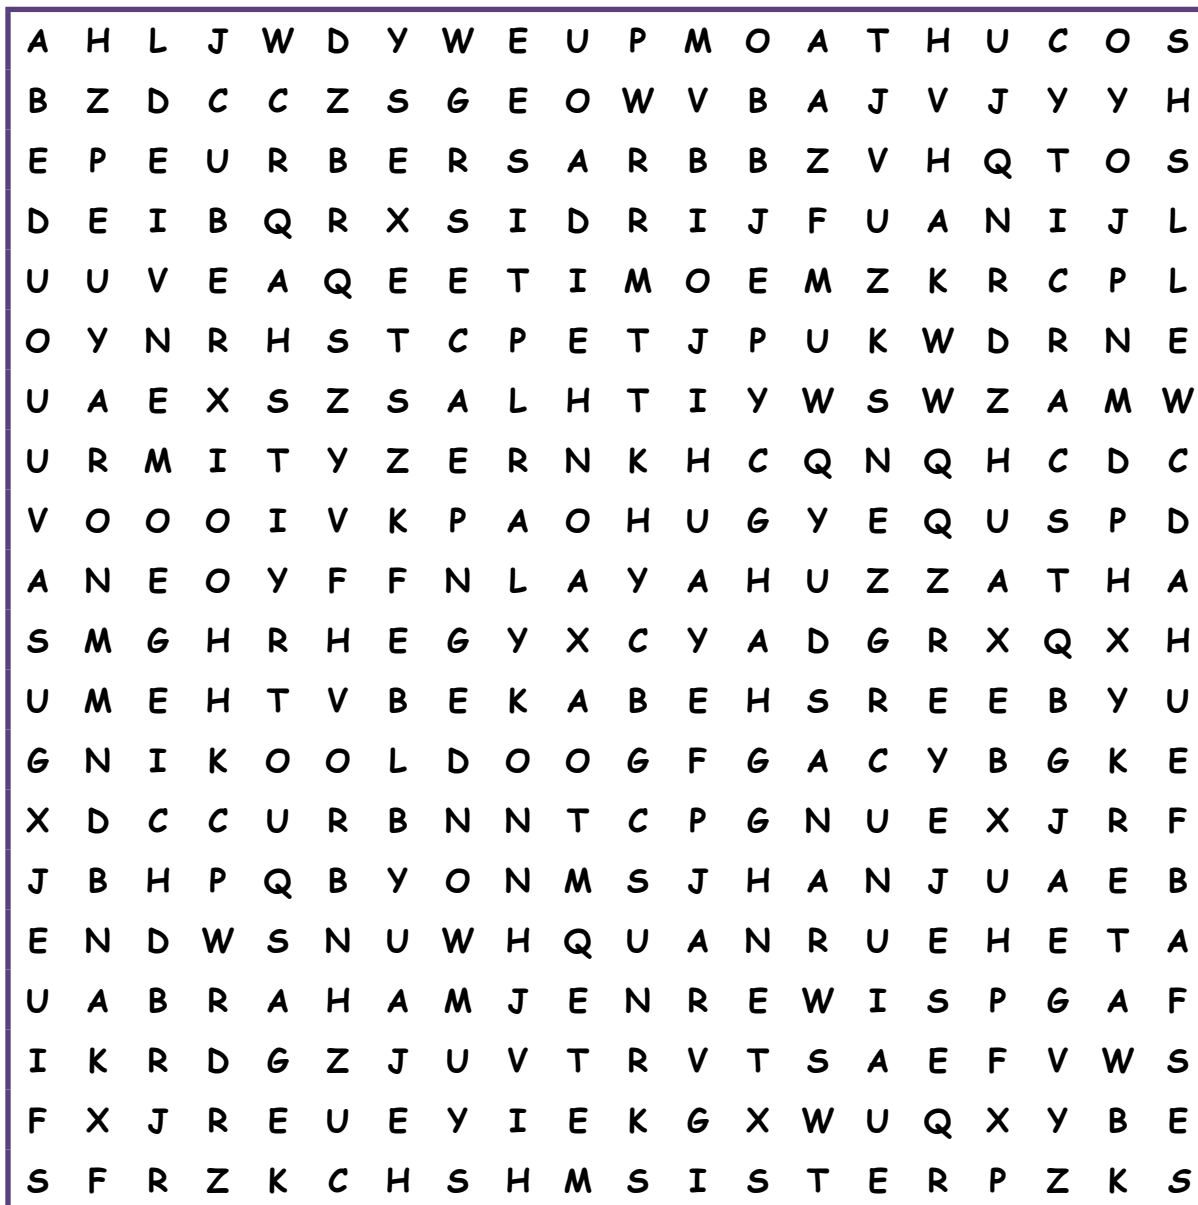 A H L J W D Y W E U P M O A T H U C O S
B Z D C C Z S G E O W V B A J V J Y Y H
E P E U R B E R S A R B B Z V H Q T O S
D E I B Q R X S I D R I J F U A N I J L
U U V E A Q E E T I M O E M Z K R C P L
O Y N R H S T C P E T J P U K W D R N E
U A E X S Z S A L H T I Y W S W Z A M W
U R M I T Y Z E R N K H C Q N Q H C D C
V O O O I V K P A O H U G Y E Q U S P D
A N E O Y F F N L A Y A H U Z Z A T H A
S M G H R H E G Y X C Y A D G R X Q X H
U M E H T V B E K A B E H S R E E B Y U
G N I K O O L D O O G F G A C Y B G K E
X D C C U R B N N T C P G N U E X J R F
J B H P Q B Y O N M S J H A N J U A E B
E N D W S N U W H Q U A N R U E H E T A
U A B R A H A M J E N R E W I S P G A F
I K R D G Z J U V T R V T S A E F V W S
F X J R E U E Y I E K G X W U Q X Y B E
S F R Z K C H S H M S I S T E R P Z K S